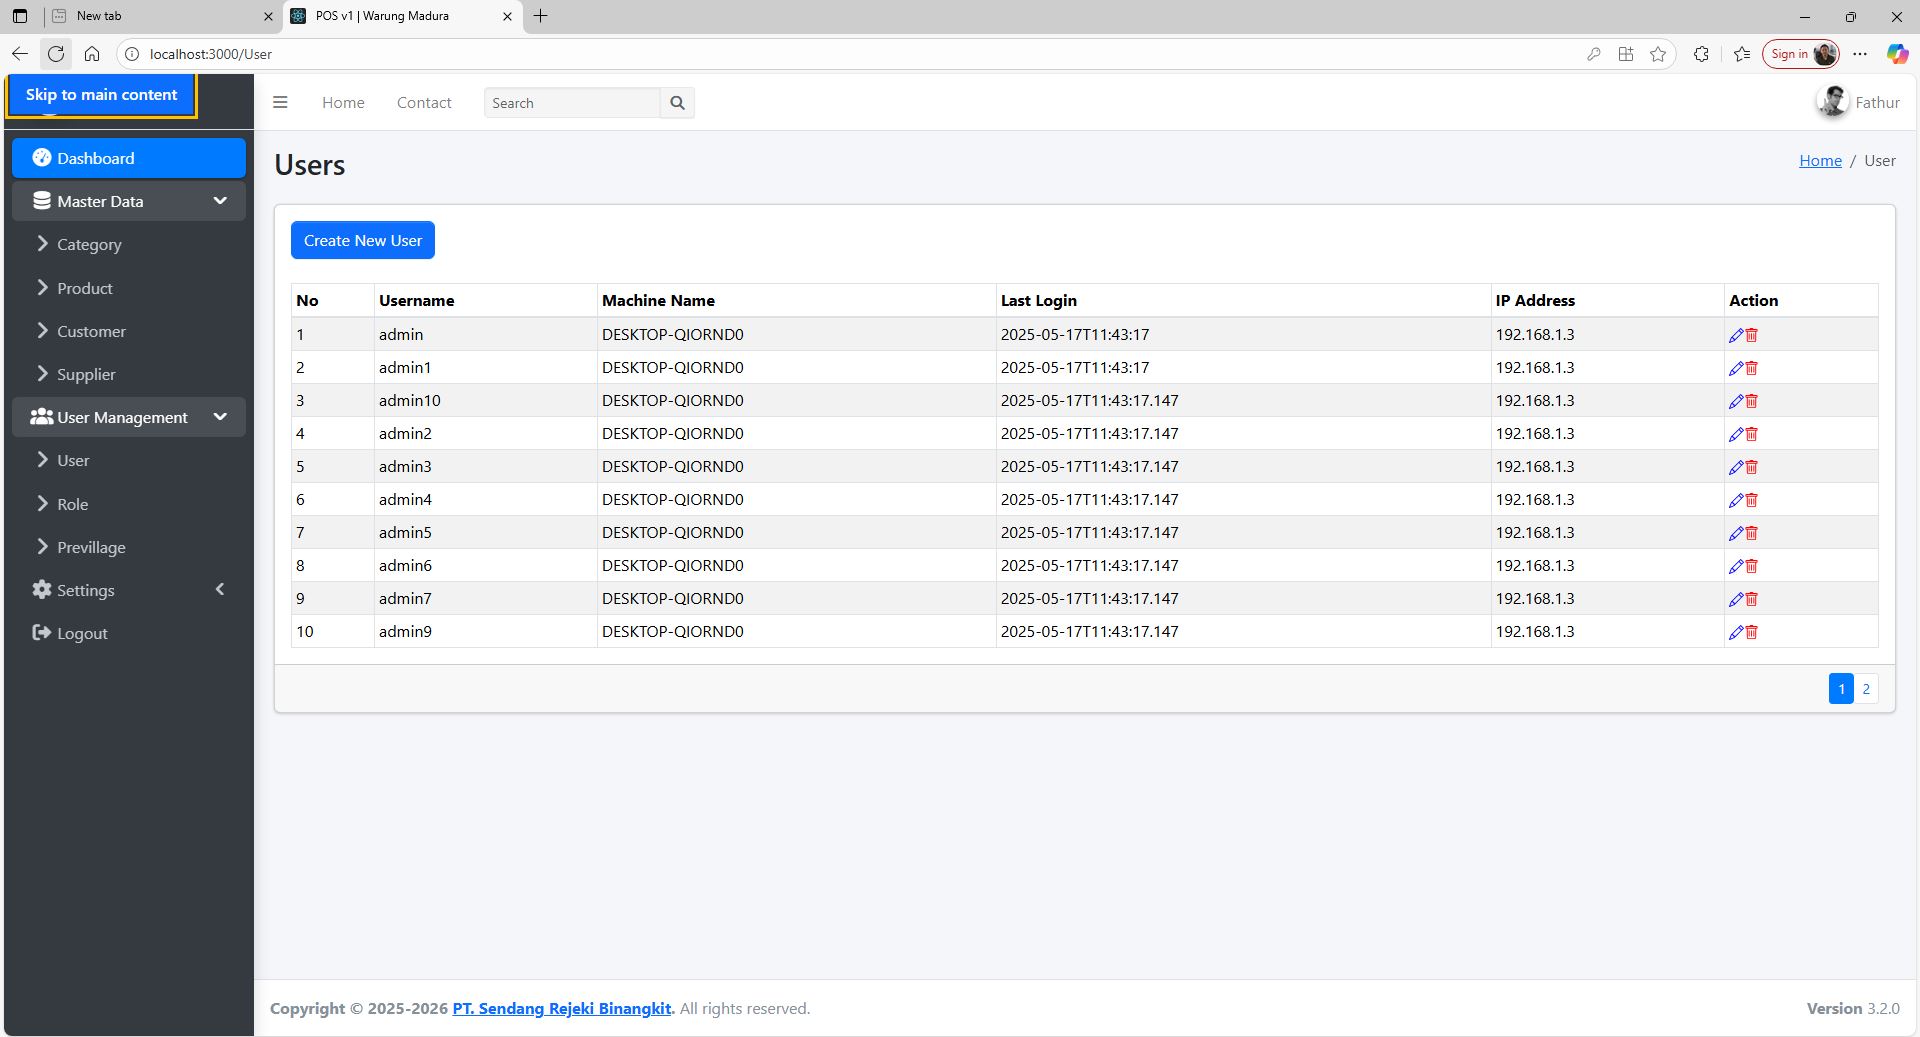 New tab
POS v1 | Warung Madura
localhost:3000/User
Sign in
Skip to main content
Home Contact Search Fathur
Dashboard
Master Data
Category
Product
Customer
Supplier
User Management
User
Role
Previllage
Settings
Logout
Users
Home / User
Create New User
No Username Machine Name Last Login IP Address Action
1 admin DESKTOP-QIORND0 2025-05-17T11:43:17 192.168.1.3
2 admin1 DESKTOP-QIORND0 2025-05-17T11:43:17 192.168.1.3
3 admin10 DESKTOP-QIORND0 2025-05-17T11:43:17.147 192.168.1.3
4 admin2 DESKTOP-QIORND0 2025-05-17T11:43:17.147 192.168.1.3
5 admin3 DESKTOP-QIORND0 2025-05-17T11:43:17.147 192.168.1.3
6 admin4 DESKTOP-QIORND0 2025-05-17T11:43:17.147 192.168.1.3
7 admin5 DESKTOP-QIORND0 2025-05-17T11:43:17.147 192.168.1.3
8 admin6 DESKTOP-QIORND0 2025-05-17T11:43:17.147 192.168.1.3
9 admin7 DESKTOP-QIORND0 2025-05-17T11:43:17.147 192.168.1.3
10 admin9 DESKTOP-QIORND0 2025-05-17T11:43:17.147 192.168.1.3
1 2
Copyright © 2025-2026 PT. Sendang Rejeki Binangkit. All rights reserved.
Version 3.2.0